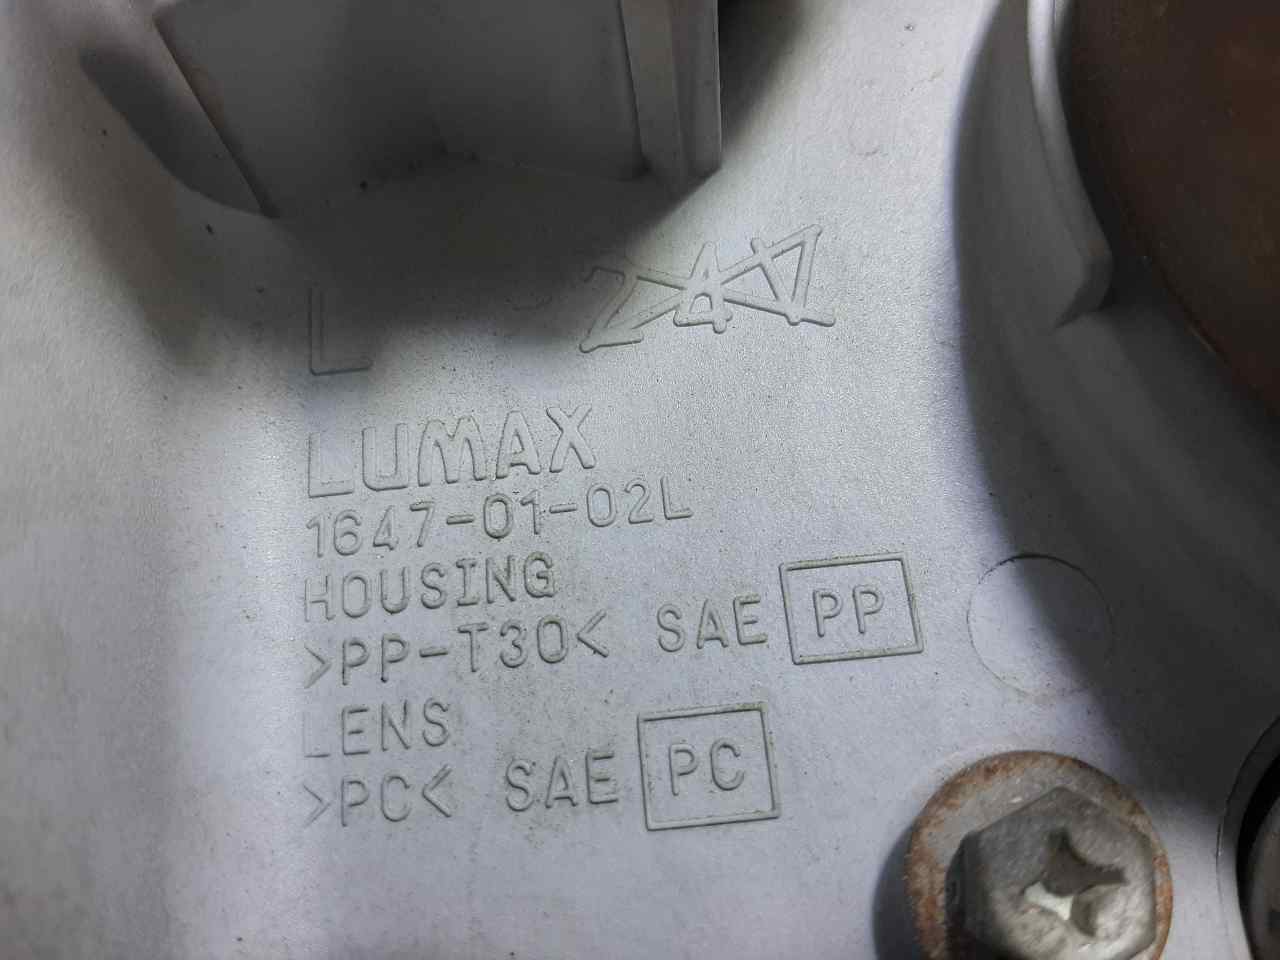 L
LUMAX
1647-01-02L
HOUSING
>PP-T30< SAE PP
LENS
>PC< SAE PC